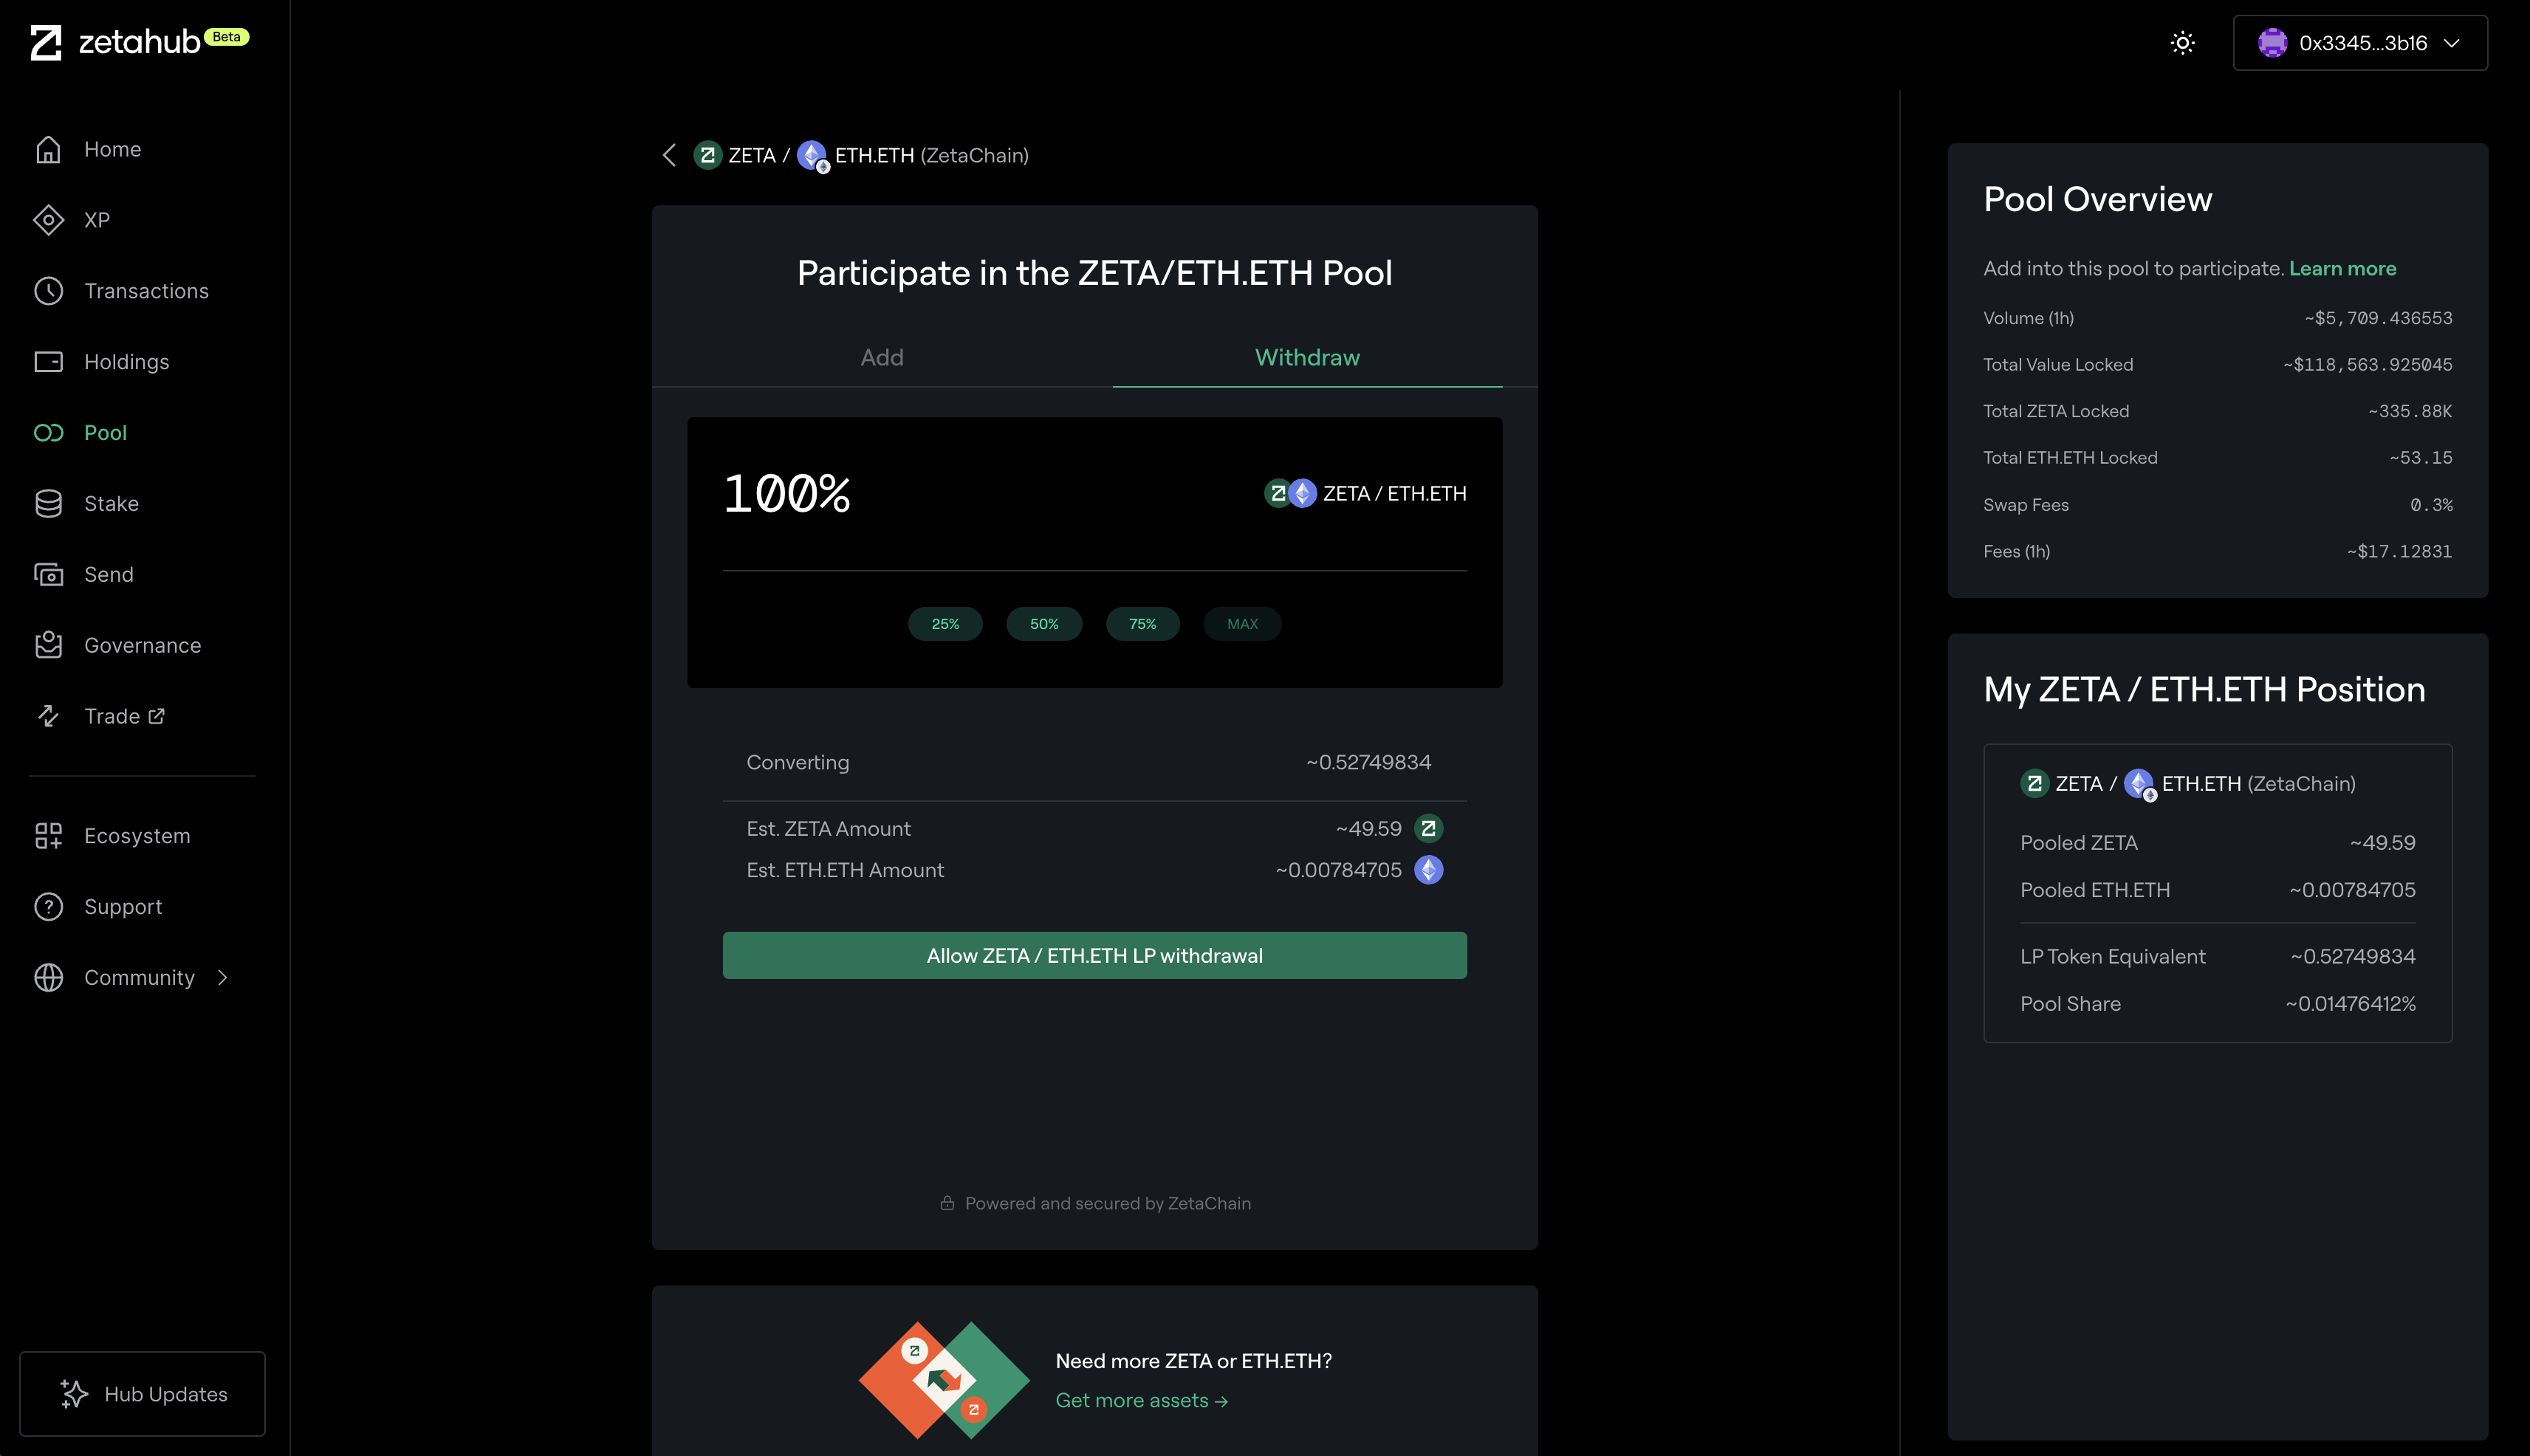 zetahub Beta
0x3345...3b16
Home
XP
Transactions
Holdings
Pool
Stake
Send
Governance
Trade
Ecosystem
Support
Community
Hub Updates
ZETA / ETH.ETH (ZetaChain)
Participate in the ZETA/ETH.ETH Pool
Add Withdraw
100% ZETA / ETH.ETH
25% 50% 75% MAX
Converting ~0.52749834
Est. ZETA Amount ~49.59
Est. ETH.ETH Amount ~0.00784705
Allow ZETA / ETH.ETH LP withdrawal
Powered and secured by ZetaChain
Need more ZETA or ETH.ETH?
Get more assets →
Pool Overview
Add into this pool to participate. Learn more
Volume (1h) ~$5,709.436553
Total Value Locked ~$118,563.925045
Total ZETA Locked ~335.88K
Total ETH.ETH Locked ~53.15
Swap Fees 0.3%
Fees (1h) ~$17.12831
My ZETA / ETH.ETH Position
ZETA / ETH.ETH (ZetaChain)
Pooled ZETA ~49.59
Pooled ETH.ETH ~0.00784705
LP Token Equivalent ~0.52749834
Pool Share ~0.01476412%